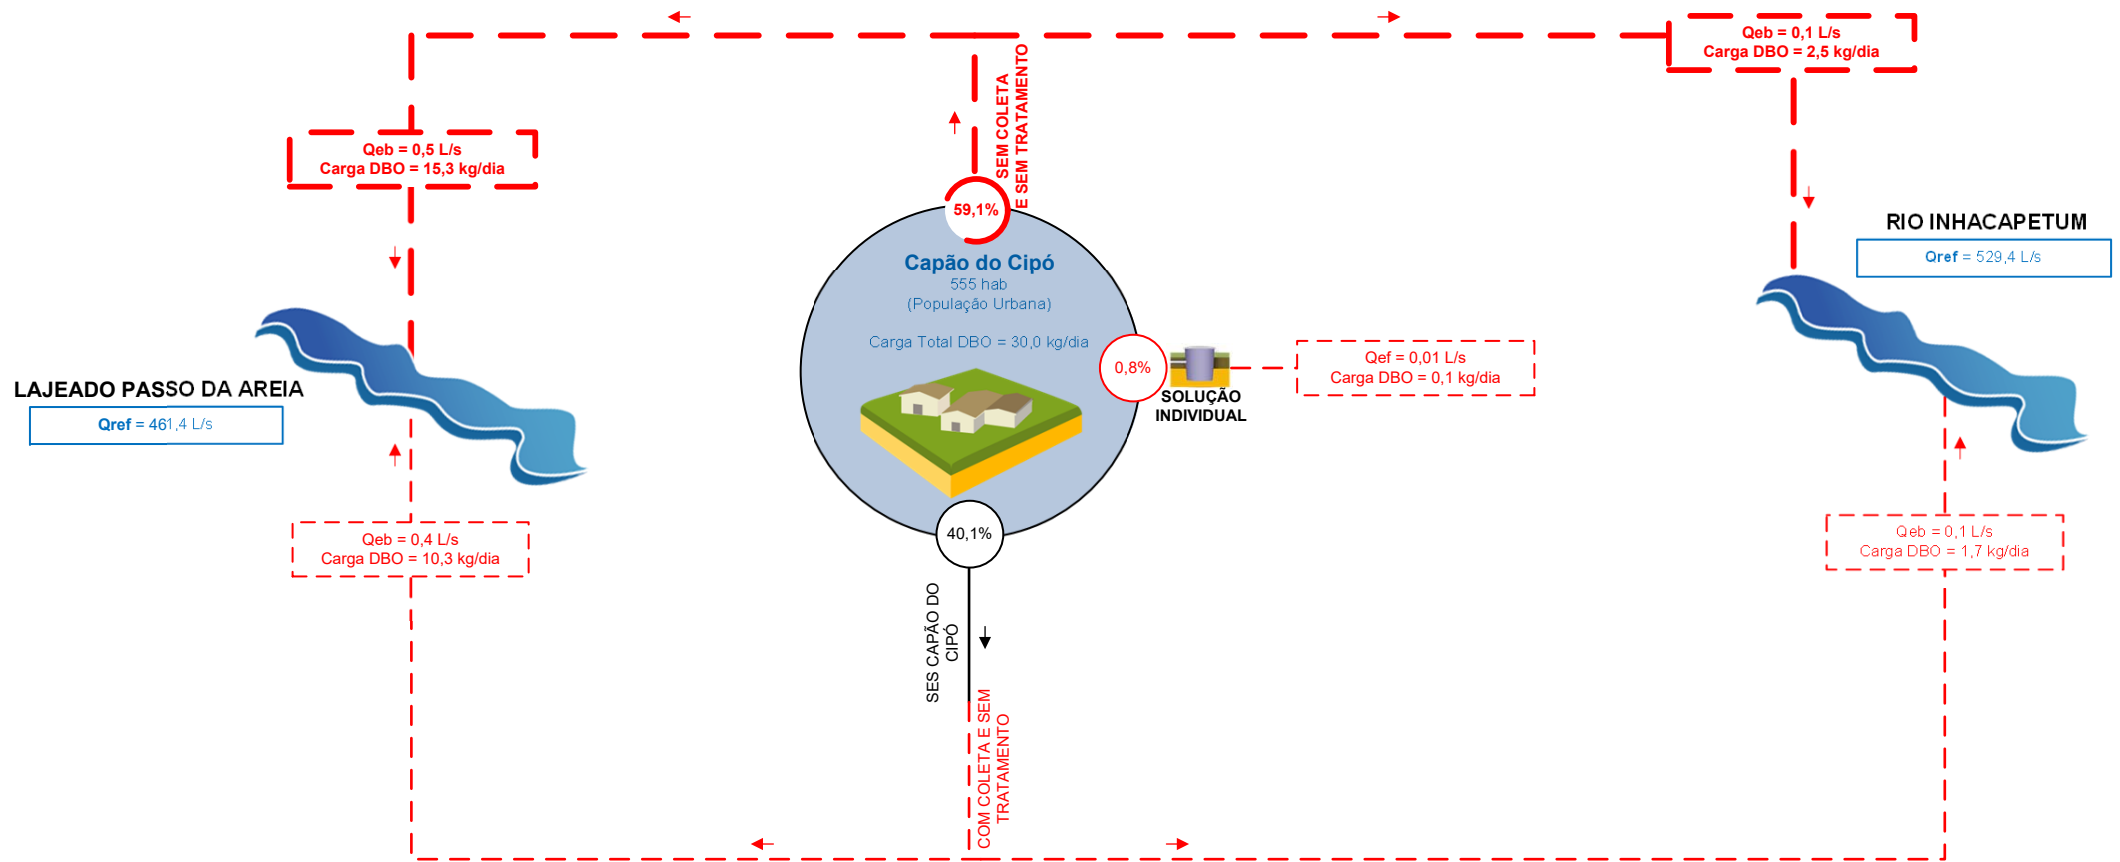 Qeb = 0,1 L/s
Carga DBO = 2,5 kg/dia
SEM COLETA
E SEM TRATAMENTO
Qeb = 0,5 L/s
Carga DBO = 15,3 kg/dia
59,1%
RIO INHACAPETUM
Qref = 529,4 L/s
Capão do Cipó
555 hab
(População Urbana)
Carga Total DBO = 30,0 kg/dia
0,8%
SOLUÇÃO
INDIVIDUAL
Qef = 0,01 L/s
Carga DBO = 0,1 kg/dia
LAJEADO PASSO DA AREIA
Qref = 461,4 L/s
40,1%
Qeb = 0,4 L/s
Carga DBO = 10,3 kg/dia
Qeb = 0,1 L/s
Carga DBO = 1,7 kg/dia
SES CAPÃO DO
CIPÓ
COM COLETA E SEM
TRATAMENTO